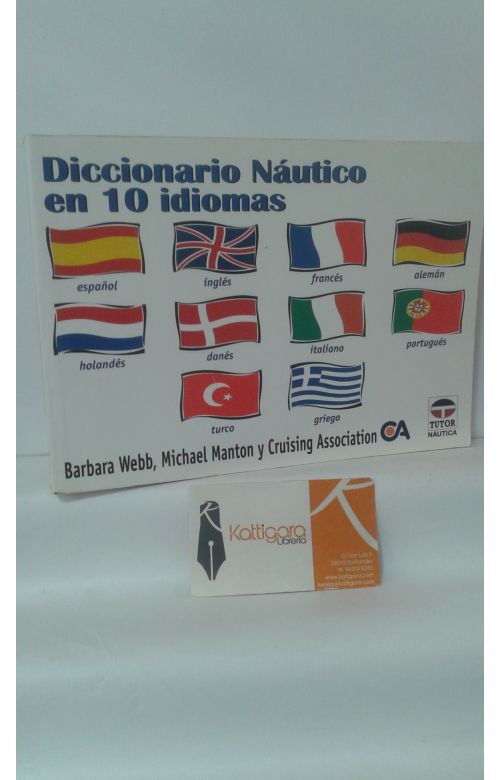 Diccionario Náutico
en 10 idiomas
español
inglés
francés
alemán
holandés
danés
italiano
portugués
turco
griego
Barbara Webb, Michael Manton y Cruising Association CA
TUTOR
NÁUTICA
Kattigara
Librería
Santander
www.kattigara.com